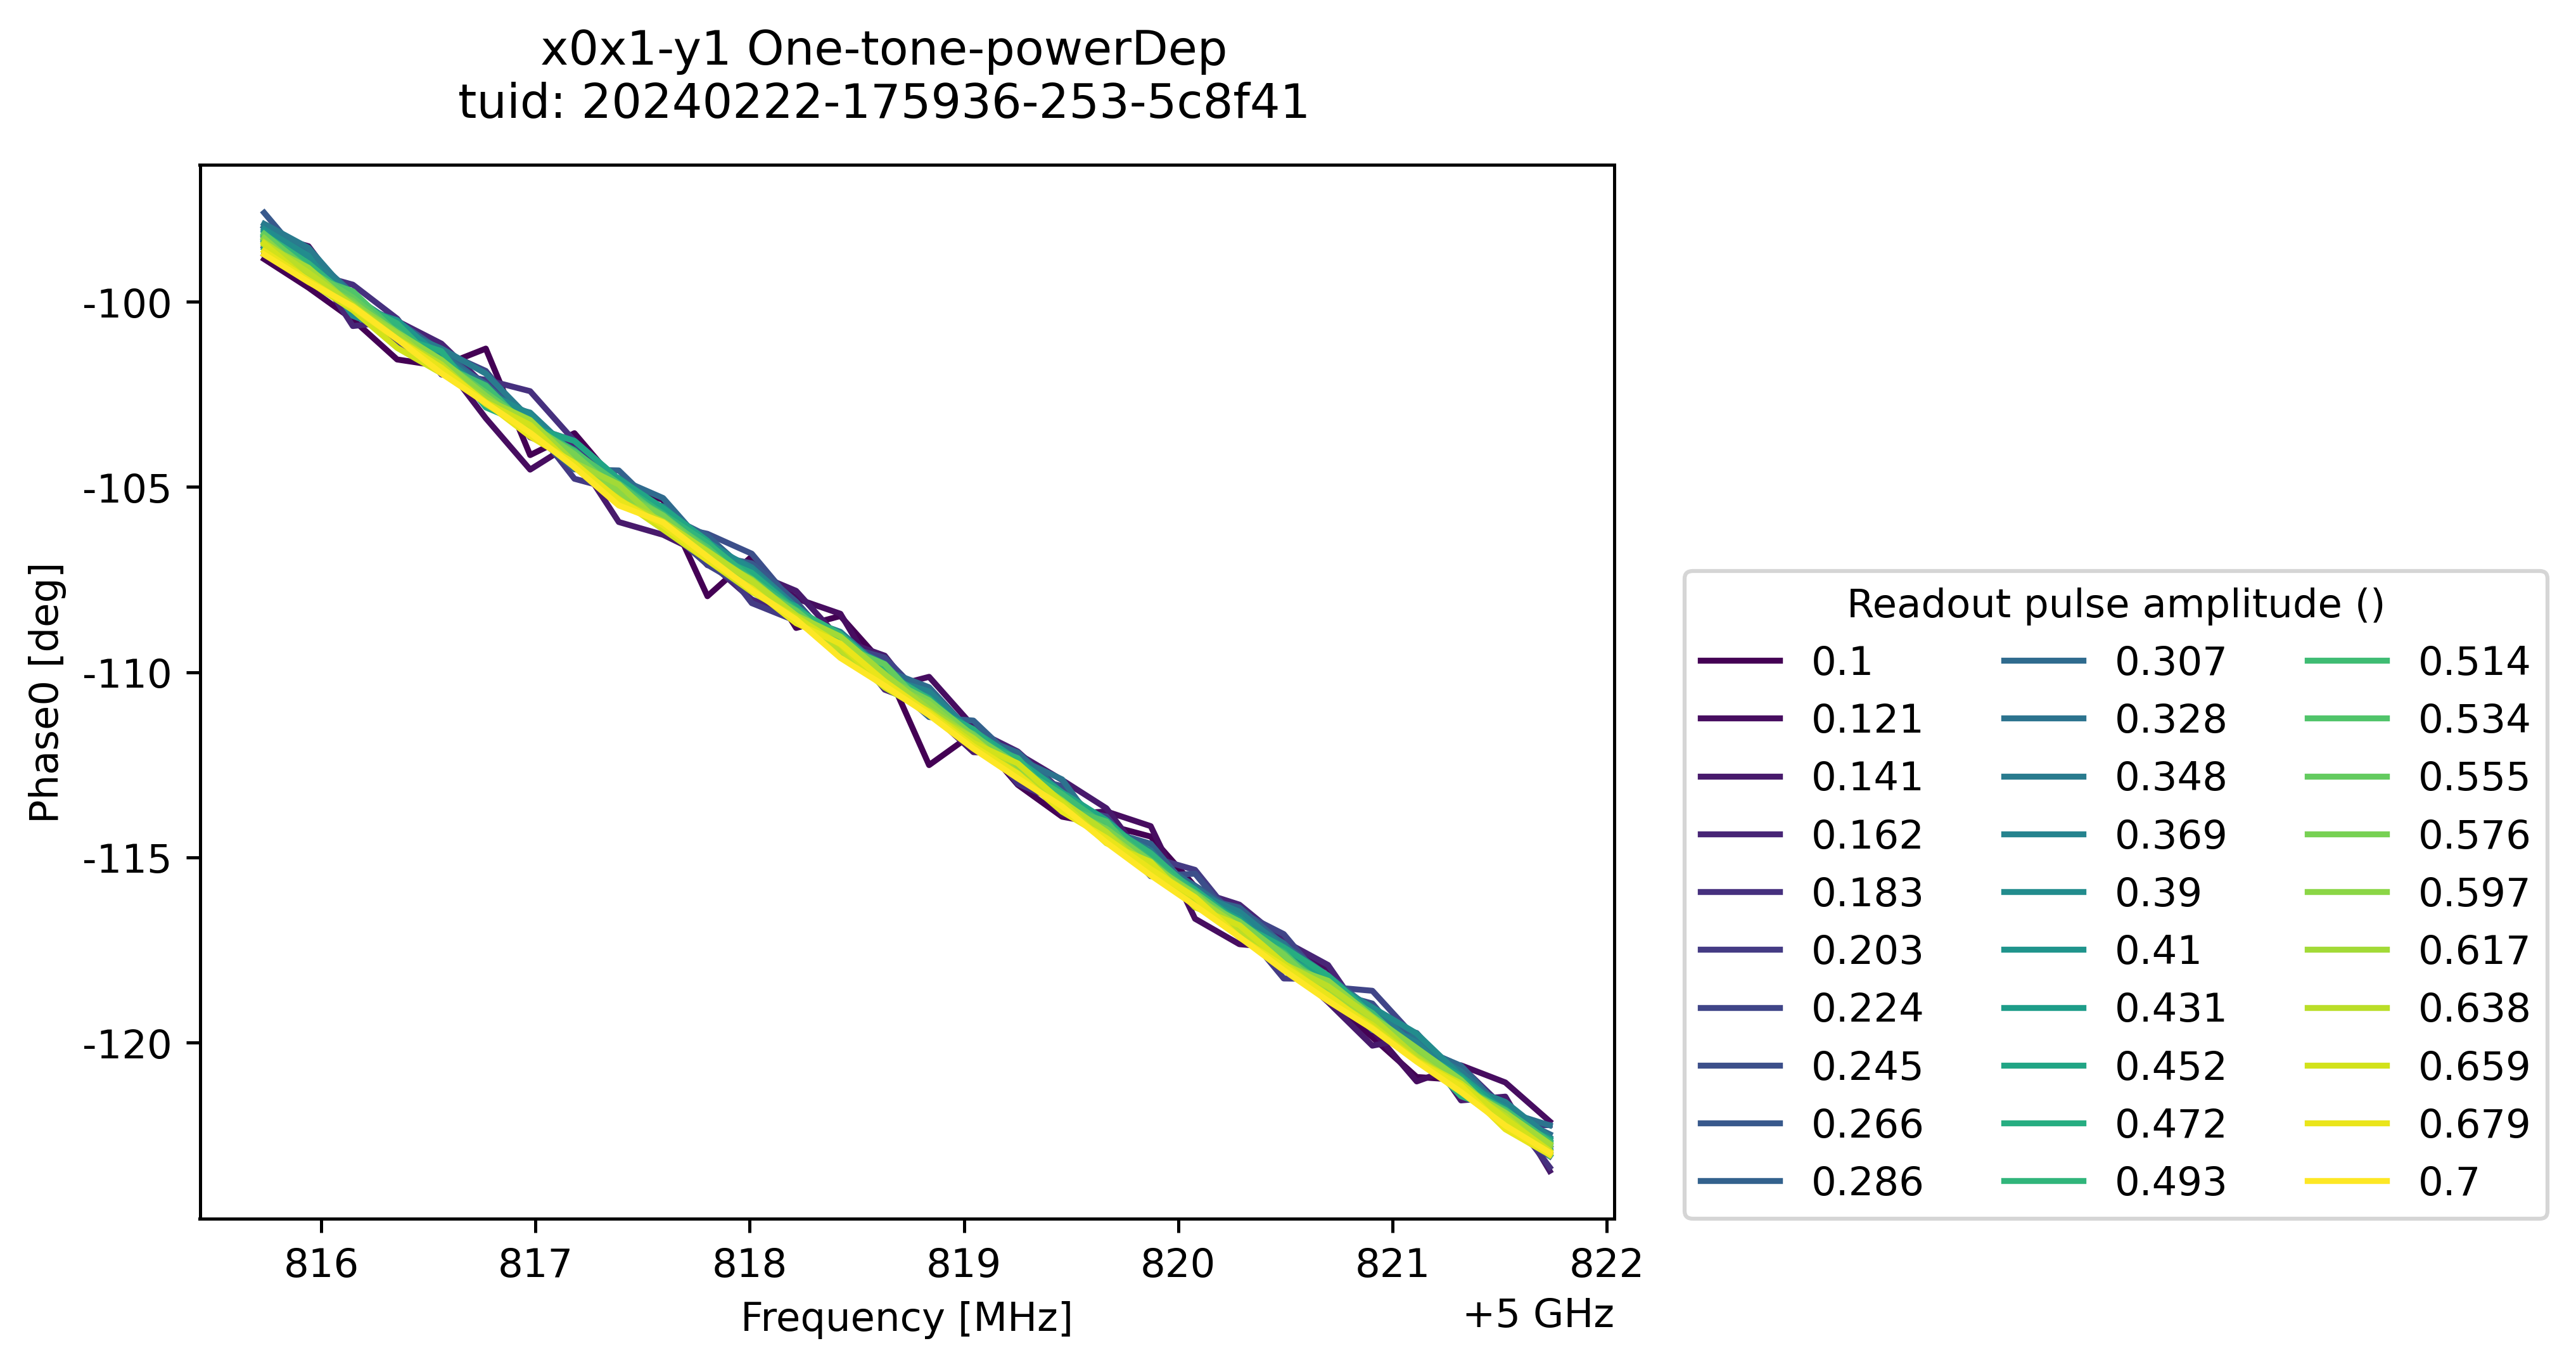 x0x1-y1 One-tone-powerDep
tuid: 20240222-175936-253-5c8f41
Phase0 [deg]
-100
-105
-110
-115
-120
816 817 818 819 820 821 822
Frequency [MHz]
+5 GHz
Readout pulse amplitude ()
0.1 0.307 0.514
0.121 0.328 0.534
0.141 0.348 0.555
0.162 0.369 0.576
0.183 0.39 0.597
0.203 0.41 0.617
0.224 0.431 0.638
0.245 0.452 0.659
0.266 0.472 0.679
0.286 0.493 0.7